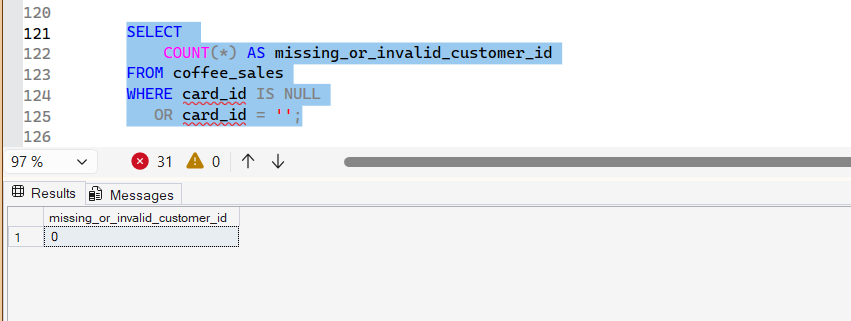 120
121 SELECT
122 COUNT(*) AS missing_or_invalid_customer_id
123 FROM coffee_sales
124 WHERE card_id IS NULL
125 OR card_id = '';
126
97 % 31 0
Results Messages
missing_or_invalid_customer_id
1 0